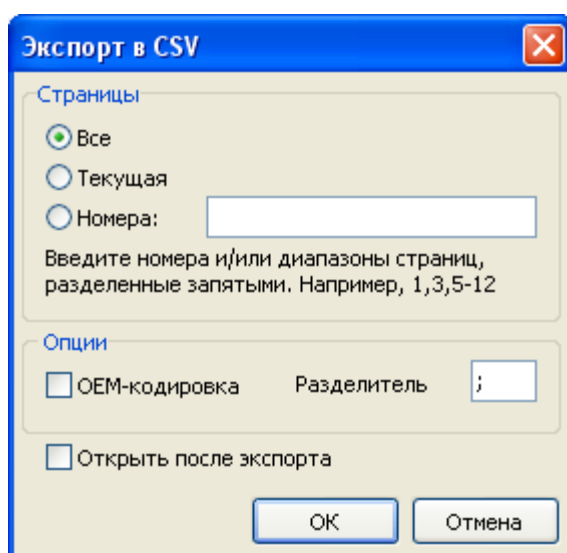 Экспорт в CSV
Страницы
Все
Текущая
Номера:
Введите номера и/или диапазоны страниц,
разделенные запятыми. Например, 1,3,5-12
Опции
OEM-кодировка Разделитель ;
Открыть после экспорта
ОК Отмена